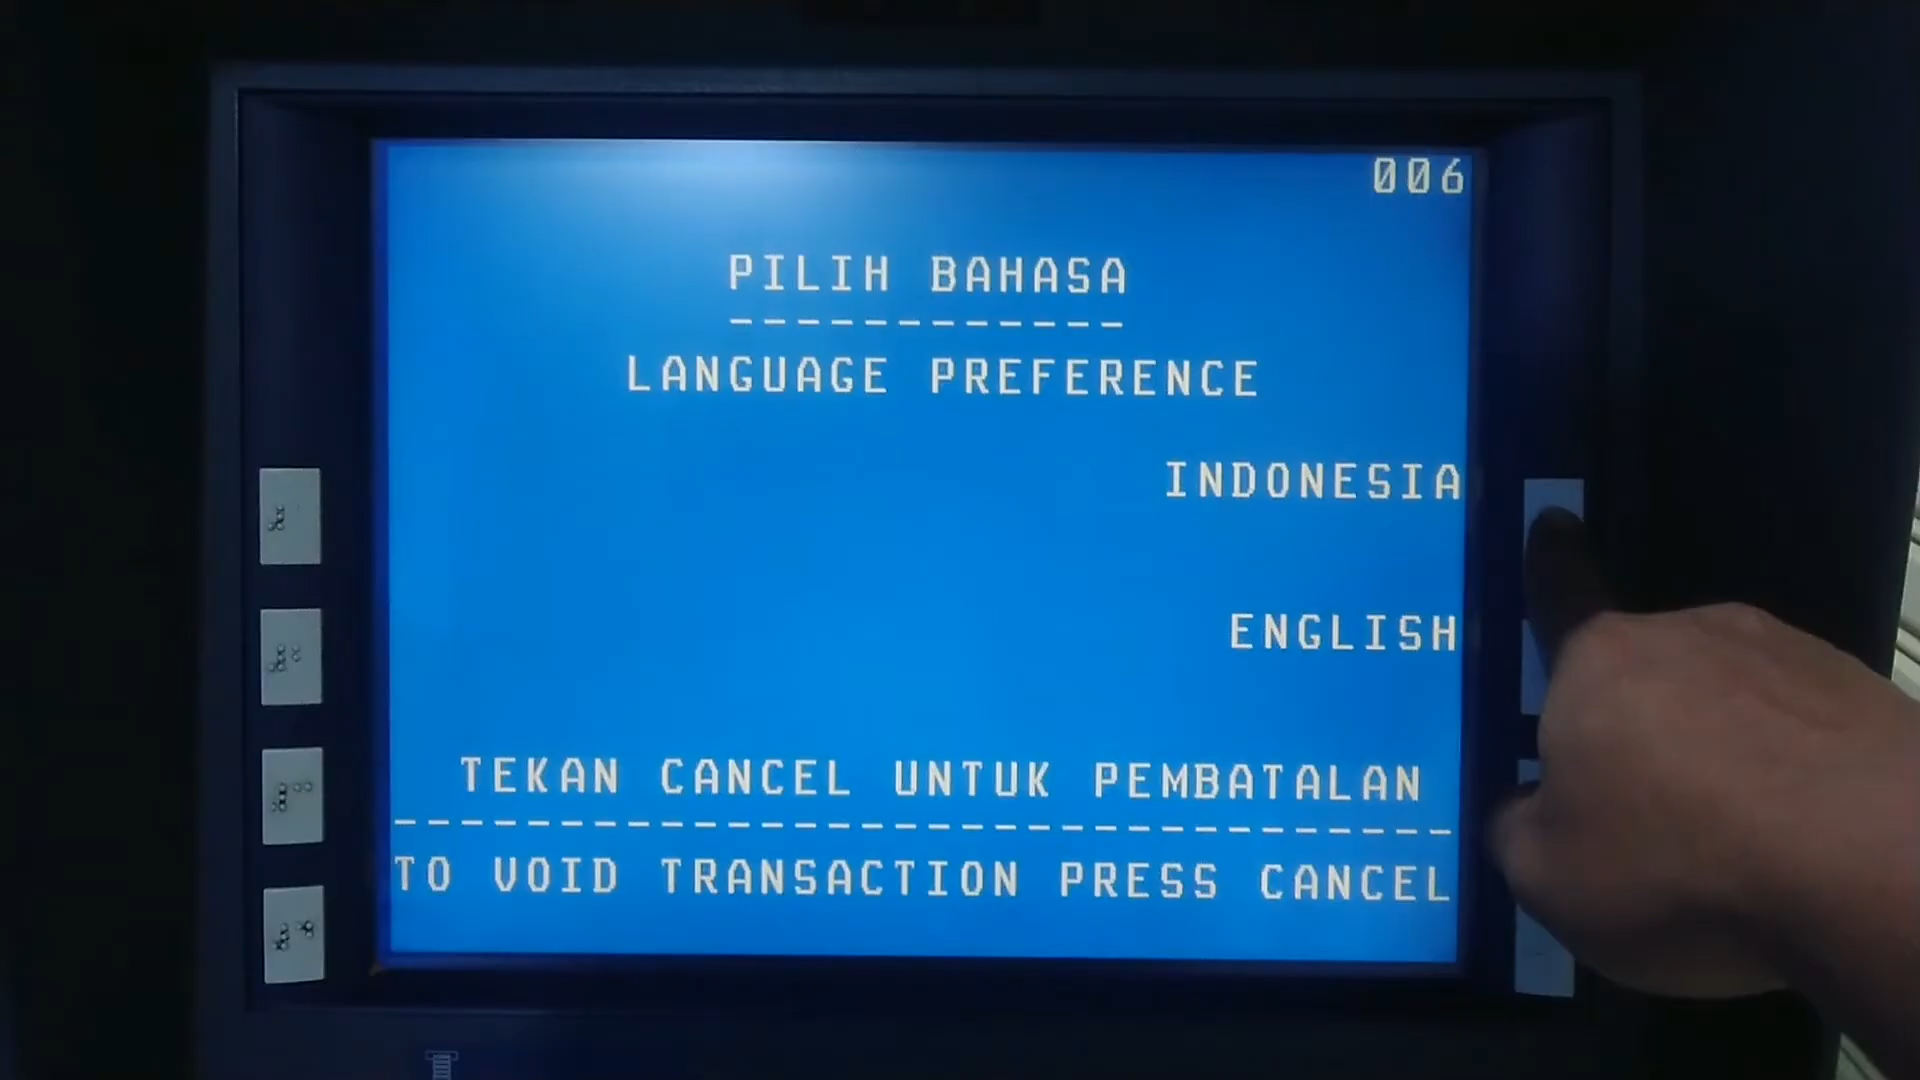 006
PILIH BAHASA
------------
LANGUAGE PREFERENCE
INDONESIA
ENGLISH
TEKAN CANCEL UNTUK PEMBATALAN
--------------------------------
TO VOID TRANSACTION PRESS CANCEL